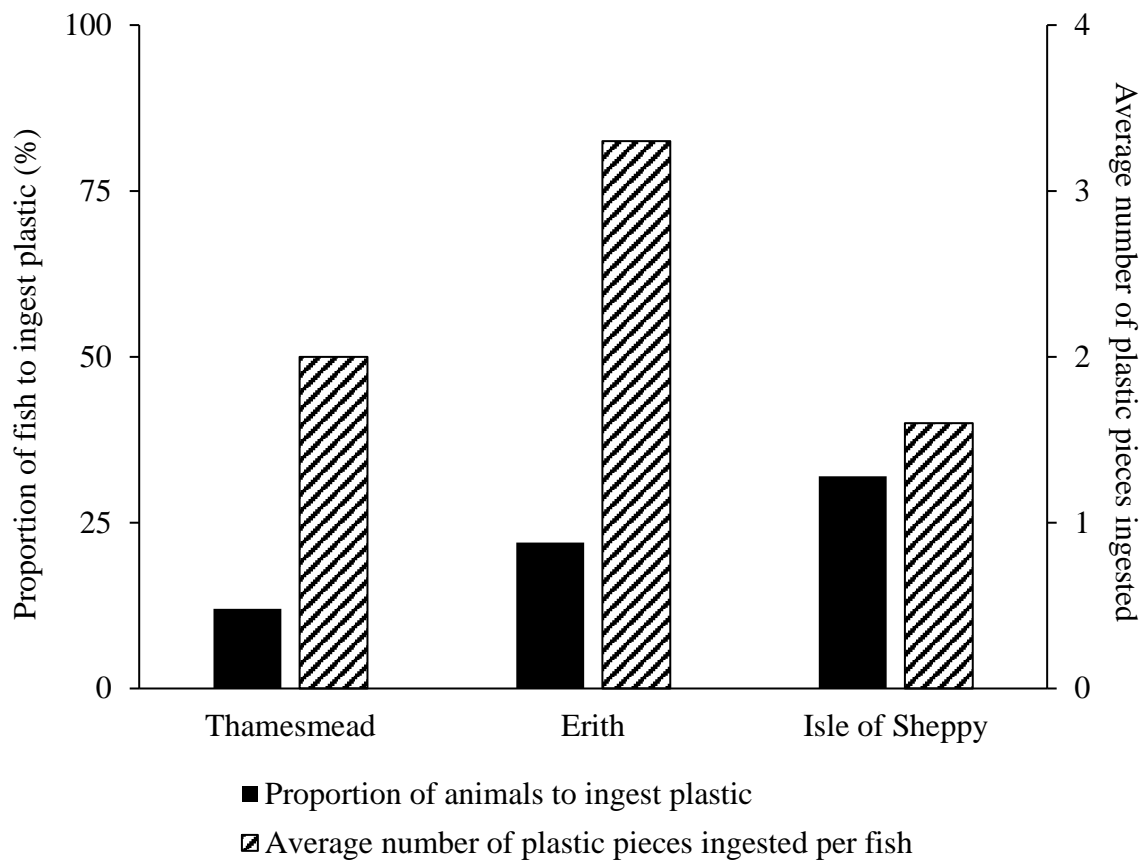 Proportion of fish to ingest plastic (%)
100
75
50
25
0
4
3
2
1
0
Average number of plastic pieces ingested
Thamesmead
Erith
Isle of Sheppy
Proportion of animals to ingest plastic
Average number of plastic pieces ingested per fish